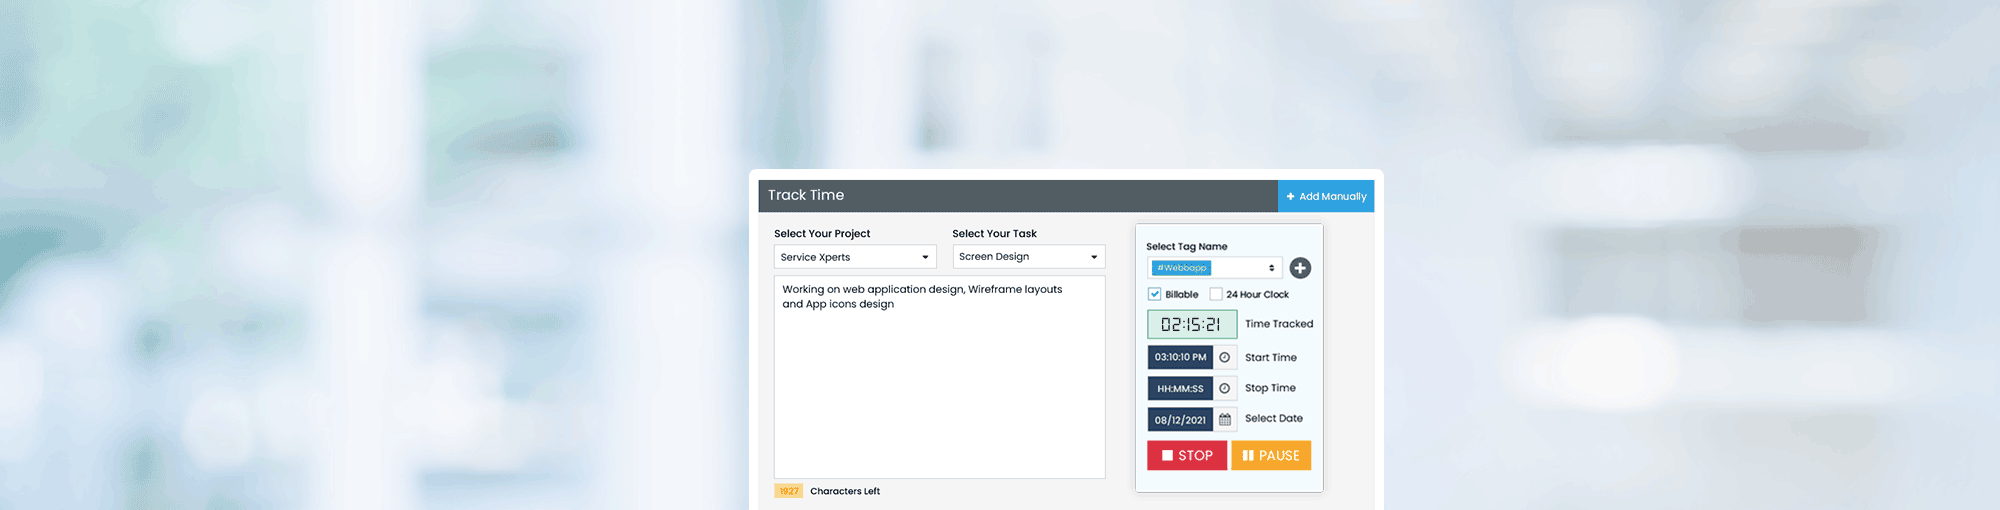 Track Time
+ Add Manually
Select Your Project
Select Your Task
Service Xperts
Screen Design
Working on web application design, Wireframe layouts
and App icons design
1927 Characters Left
Select Tag Name
#Webbapp
Billable
24 Hour Clock
02:15:21 Time Tracked
03:10:10 PM Start Time
HH:MM:SS Stop Time
08/12/2021 Select Date
STOP
PAUSE